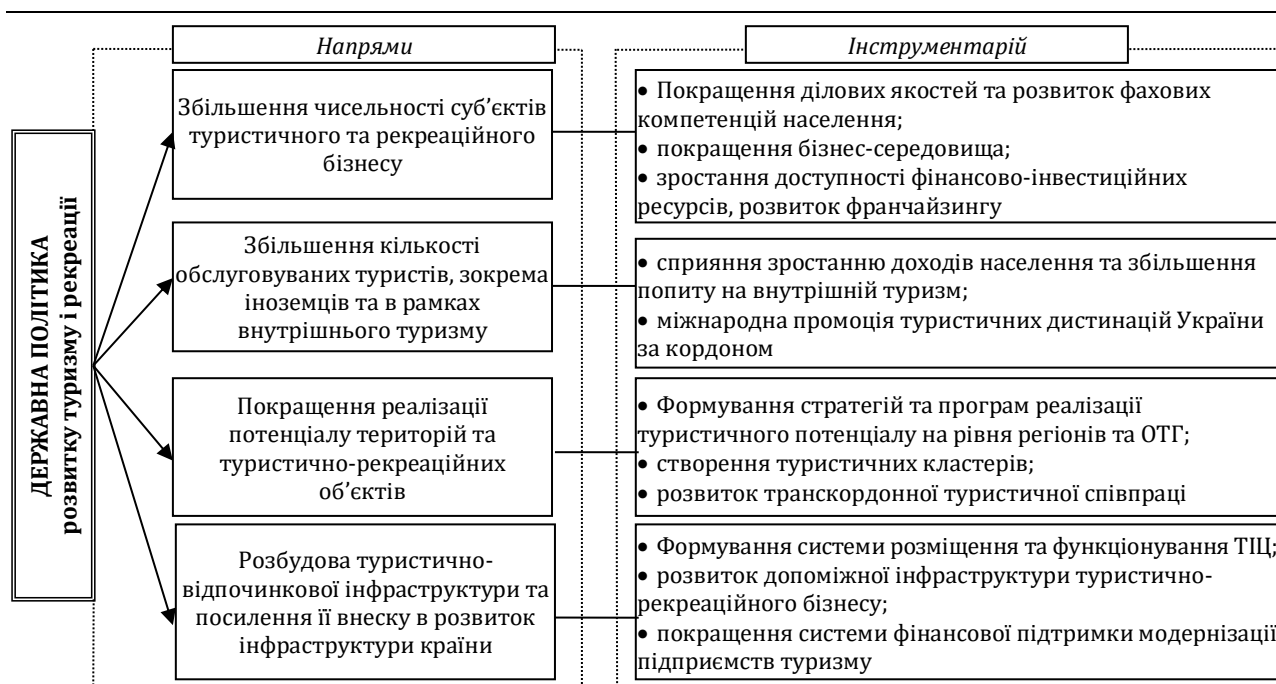 Напрями
Інструментарій
ДЕРЖАВНА ПОЛІТИКА
розвитку туризму і рекреації
Збільшення чисельності суб’єктів
туристичного та рекреаційного
бізнесу
• Покращення ділових якостей та розвиток фахових
компетенцій населення;
• покращення бізнес-середовища;
• зростання доступності фінансово-інвестиційних
ресурсів, розвиток франчайзингу
Збільшення кількості
обслуговуваних туристів, зокрема
іноземців та в рамках
внутрішнього туризму
• сприяння зростанню доходів населення та збільшення
попиту на внутрішній туризм;
• міжнародна промоція туристичних дистинацій України
за кордоном
Покращення реалізації
потенціалу територій та
туристично-рекреаційних
об’єктів
• Формування стратегій та програм реалізації
туристичного потенціалу на рівня регіонів та ОТГ;
• створення туристичних кластерів;
• розвиток транскордонної туристичної співпраці
Розбудова туристично-
відпочинкової інфраструктури та
посилення її внеску в розвиток
інфраструктури країни
• Формування системи розміщення та функціонування ТІЦ;
• розвиток допоміжної інфраструктури туристично-
рекреаційного бізнесу;
• покращення системи фінансової підтримки модернізації
підприємств туризму